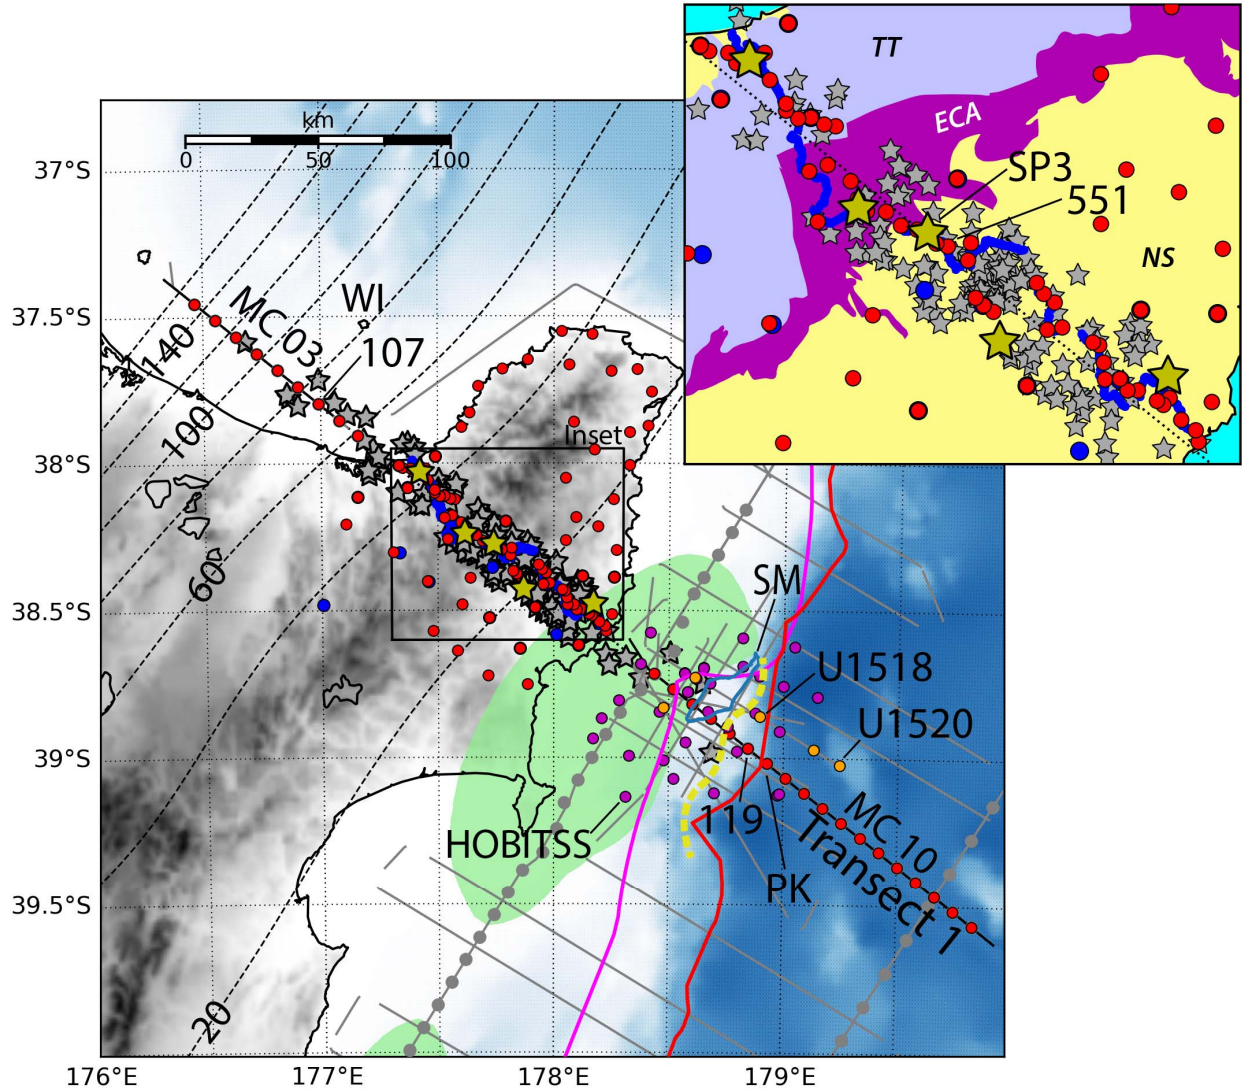 TT
ECA
SP3
551
NS
km
0
50
100
37°S
MC 03
WI
107
140
37.5°S
100
Inset
38°S
60
38.5°S
SM
U1518
U1520
39°S
119
HOBITSS
MC 10
Transect 1
PK
39.5°S
20
176°E
177°E
178°E
179°E